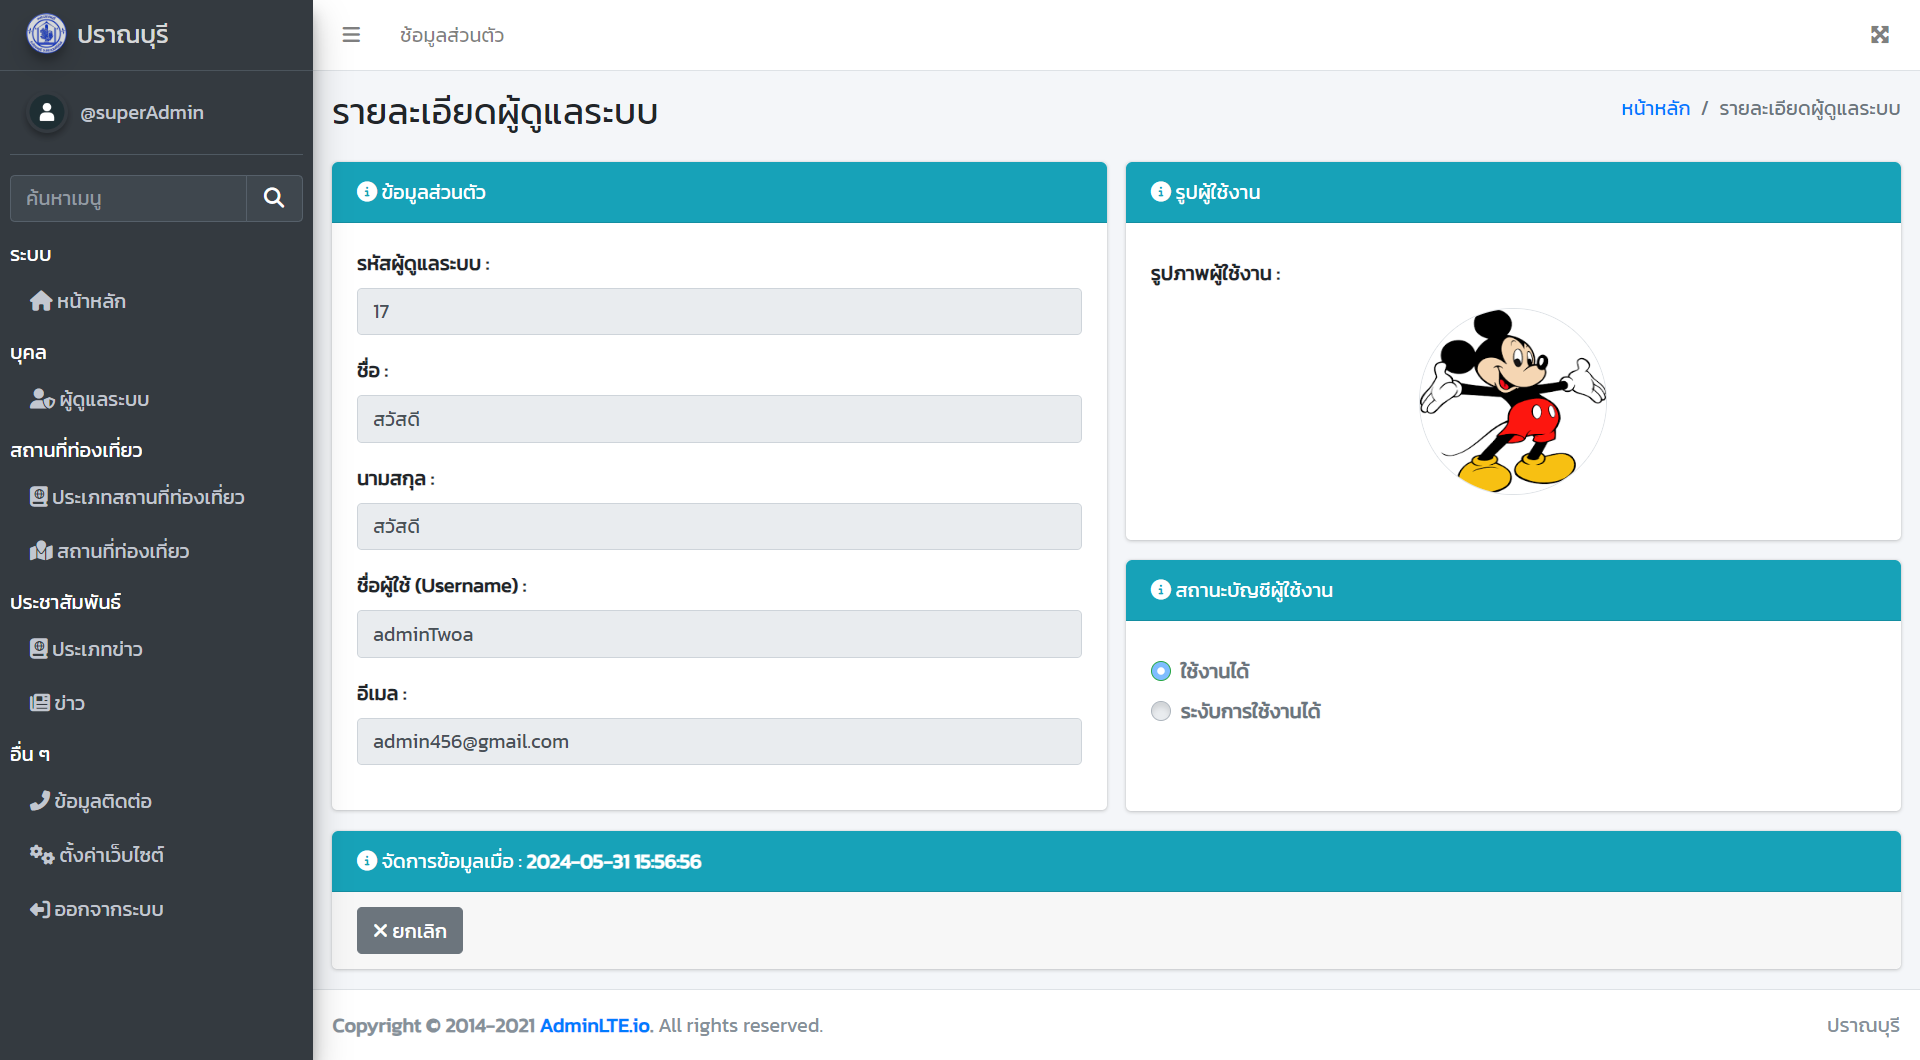 ปราณบุรี
@superAdmin
ค้นหาเมนู
ระบบ
หน้าหลัก
บุคล
ผู้ดูแลระบบ
สถานที่ท่องเที่ยว
ประเภทสถานที่ท่องเที่ยว
สถานที่ท่องเที่ยว
ประชาสัมพันธ์
ประเภทข่าว
ข่าว
อื่น ๆ
ข้อมูลติดต่อ
ตั้งค่าเว็บไซต์
ออกจากระบบ
ช้อมูลส่วนตัว
รายละเอียดผู้ดูแลระบบ
หน้าหลัก / รายละเอียดผู้ดูแลระบบ
ข้อมูลส่วนตัว
รหัสผู้ดูแลระบบ :
17
ชื่อ :
สวัสดี
นามสกุล :
สวัสดี
ชื่อผู้ใช้ (Username) :
adminTwoa
อีเมล :
admin456@gmail.com
รูปผู้ใช้งาน
รูปภาพผู้ใช้งาน :
สถานะบัญชีผู้ใช้งาน
ใช้งานได้
ระงับการใช้งานได้
จัดการข้อมูลเมื่อ : 2024-05-31 15:56:56
ยกเลิก
Copyright © 2014-2021 AdminLTE.io. All rights reserved.
ปราณบุรี